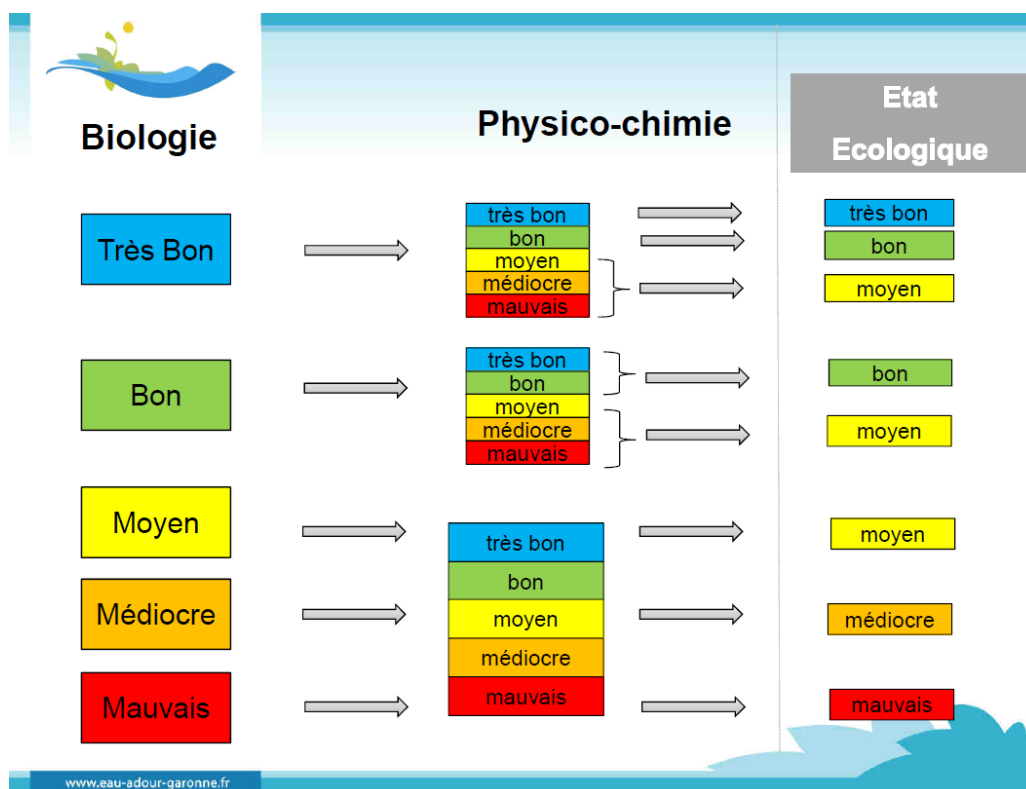 Biologie
Physico-chimie
Etat
Ecologique
Très Bon
très bon
bon
moyen
médiocre
mauvais
très bon
bon
moyen
Bon
très bon
bon
moyen
médiocre
mauvais
bon
moyen
Moyen
Médiocre
Mauvais
très bon
bon
moyen
médiocre
mauvais
moyen
médiocre
mauvais
www.eau-adour-garonne.fr